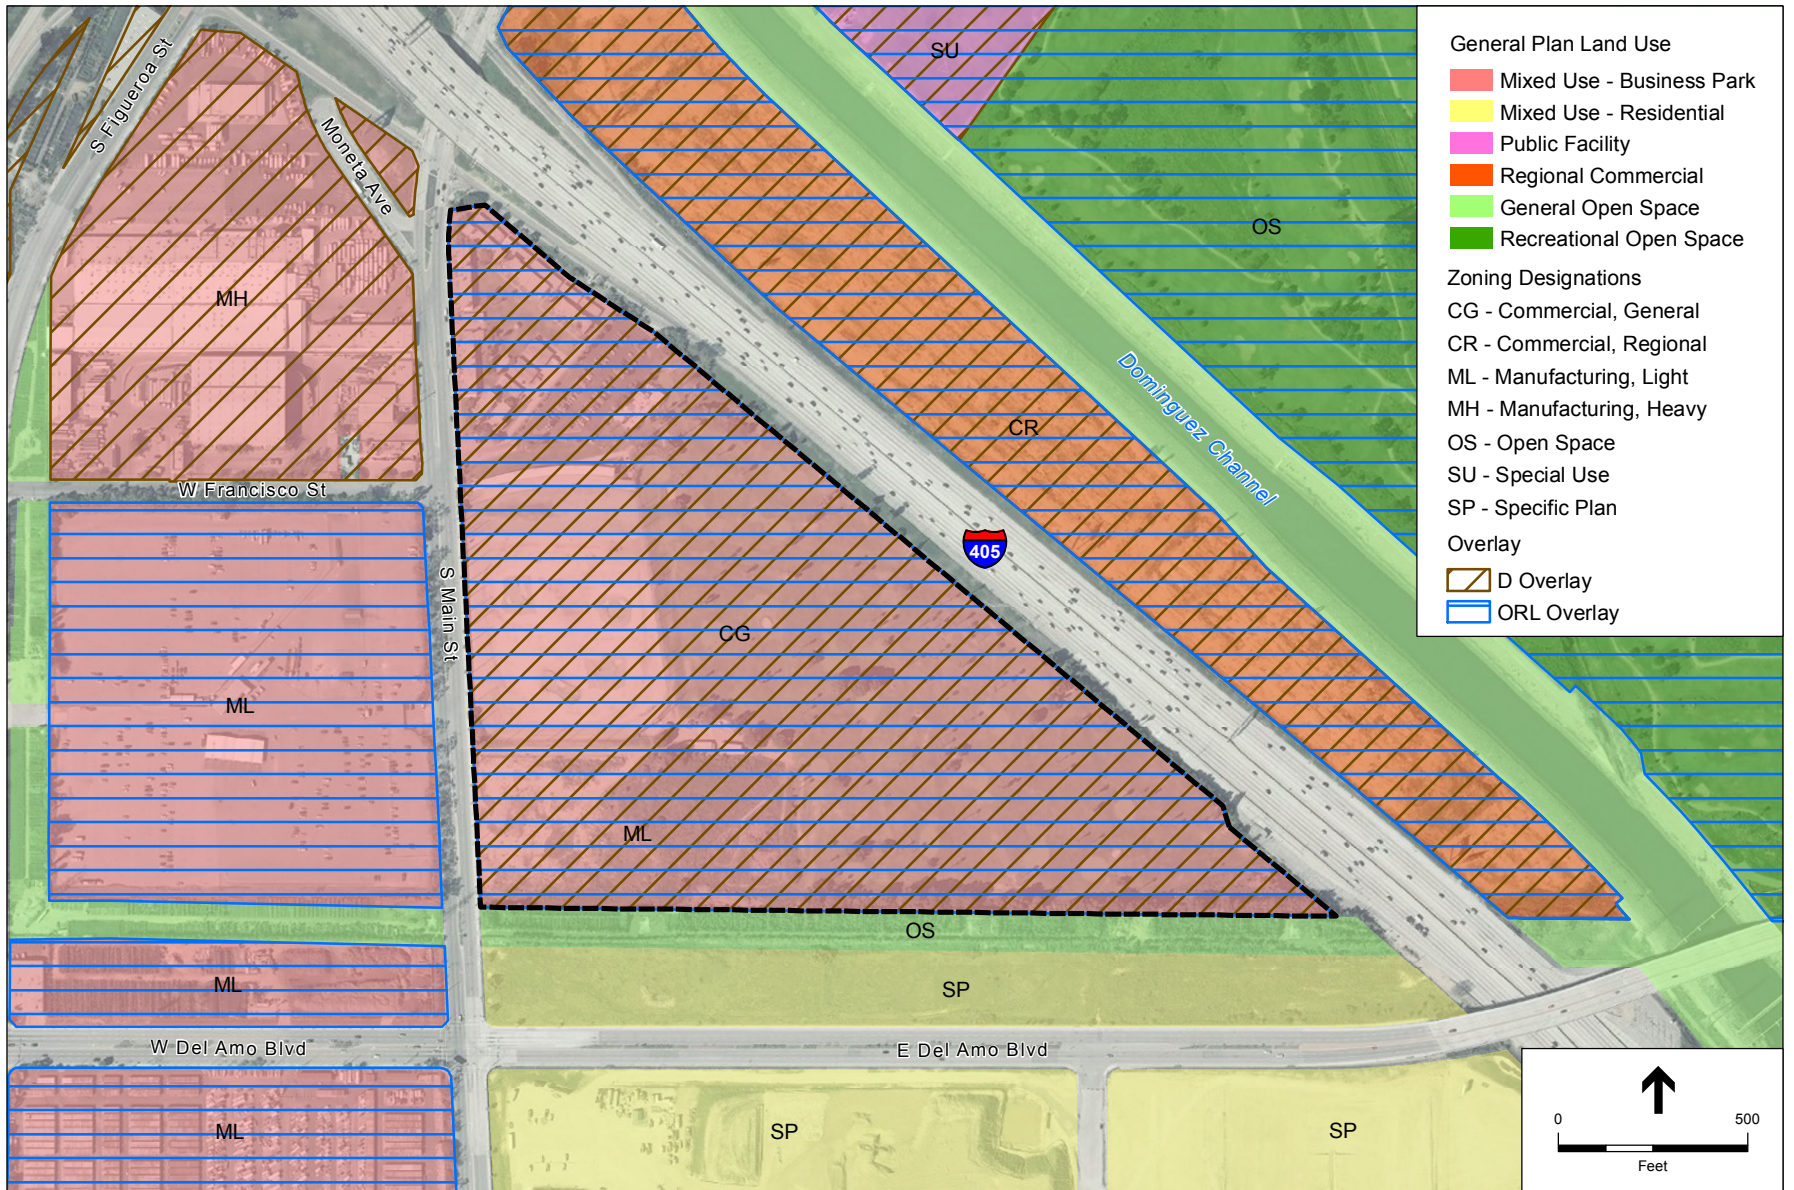 General Plan Land Use
Mixed Use - Business Park
Mixed Use - Residential
Public Facility
Regional Commercial
General Open Space
Recreational Open Space
Zoning Designations
CG - Commercial, General
CR - Commercial, Regional
ML - Manufacturing, Light
MH - Manufacturing, Heavy
OS - Open Space
SU - Special Use
SP - Specific Plan
Overlay
D Overlay
ORL Overlay
S Figueroa St
Moneta Ave
SU
OS
MH
CR
Dominguez Channel
W Francisco St
405
S Main St
CG
ML
ML
OS
ML
SP
W Del Amo Blvd
E Del Amo Blvd
ML
SP
SP
0
500
Feet